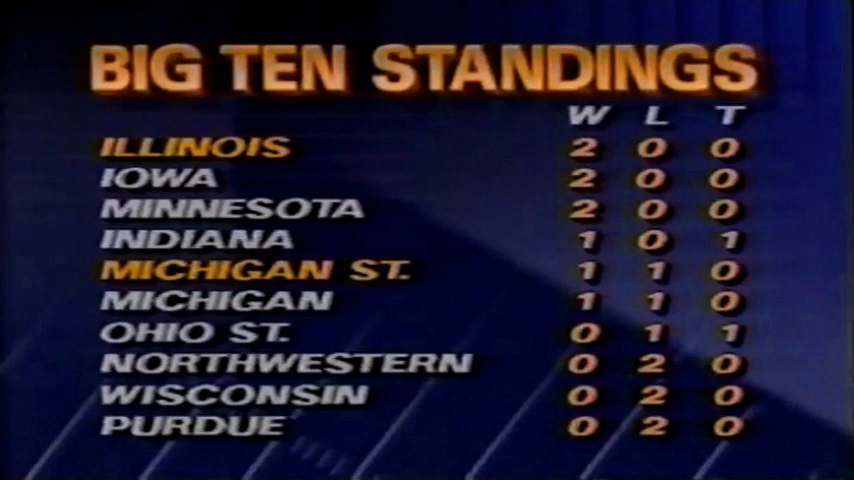 BIG TEN STANDINGS
W L T
ILLINOIS 2 0 0
IOWA 2 0 0
MINNESOTA 2 0 0
INDIANA 1 0 1
MICHIGAN ST. 1 1 0
MICHIGAN 1 1 0
OHIO ST. 0 1 1
NORTHWESTERN 0 2 0
WISCONSIN 0 2 0
PURDUE 0 2 0